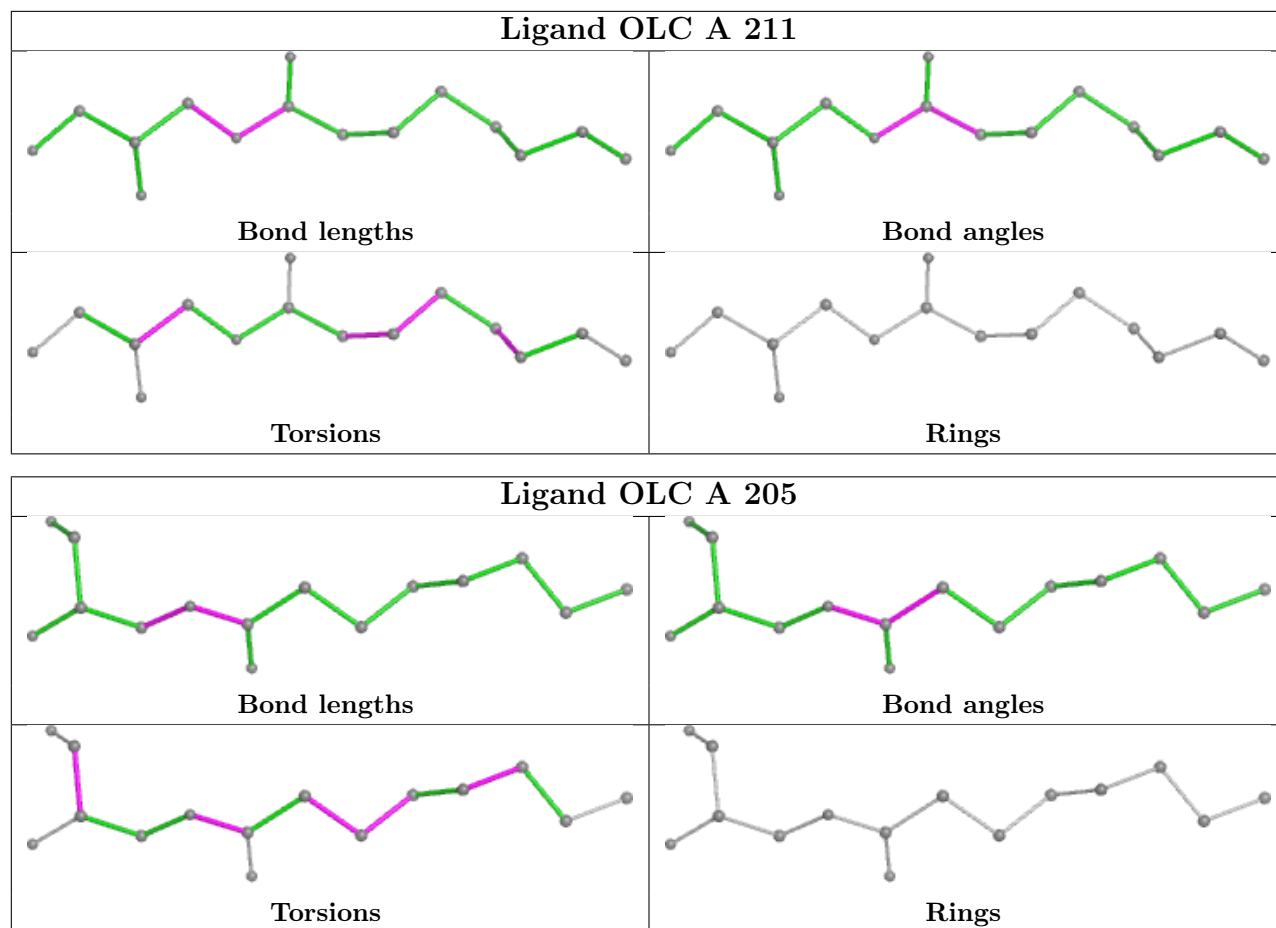 Ligand OLC A 211
Bond lengths
Bond angles
Torsions
Rings
Ligand OLC A 205
Bond lengths
Bond angles
Torsions
Rings